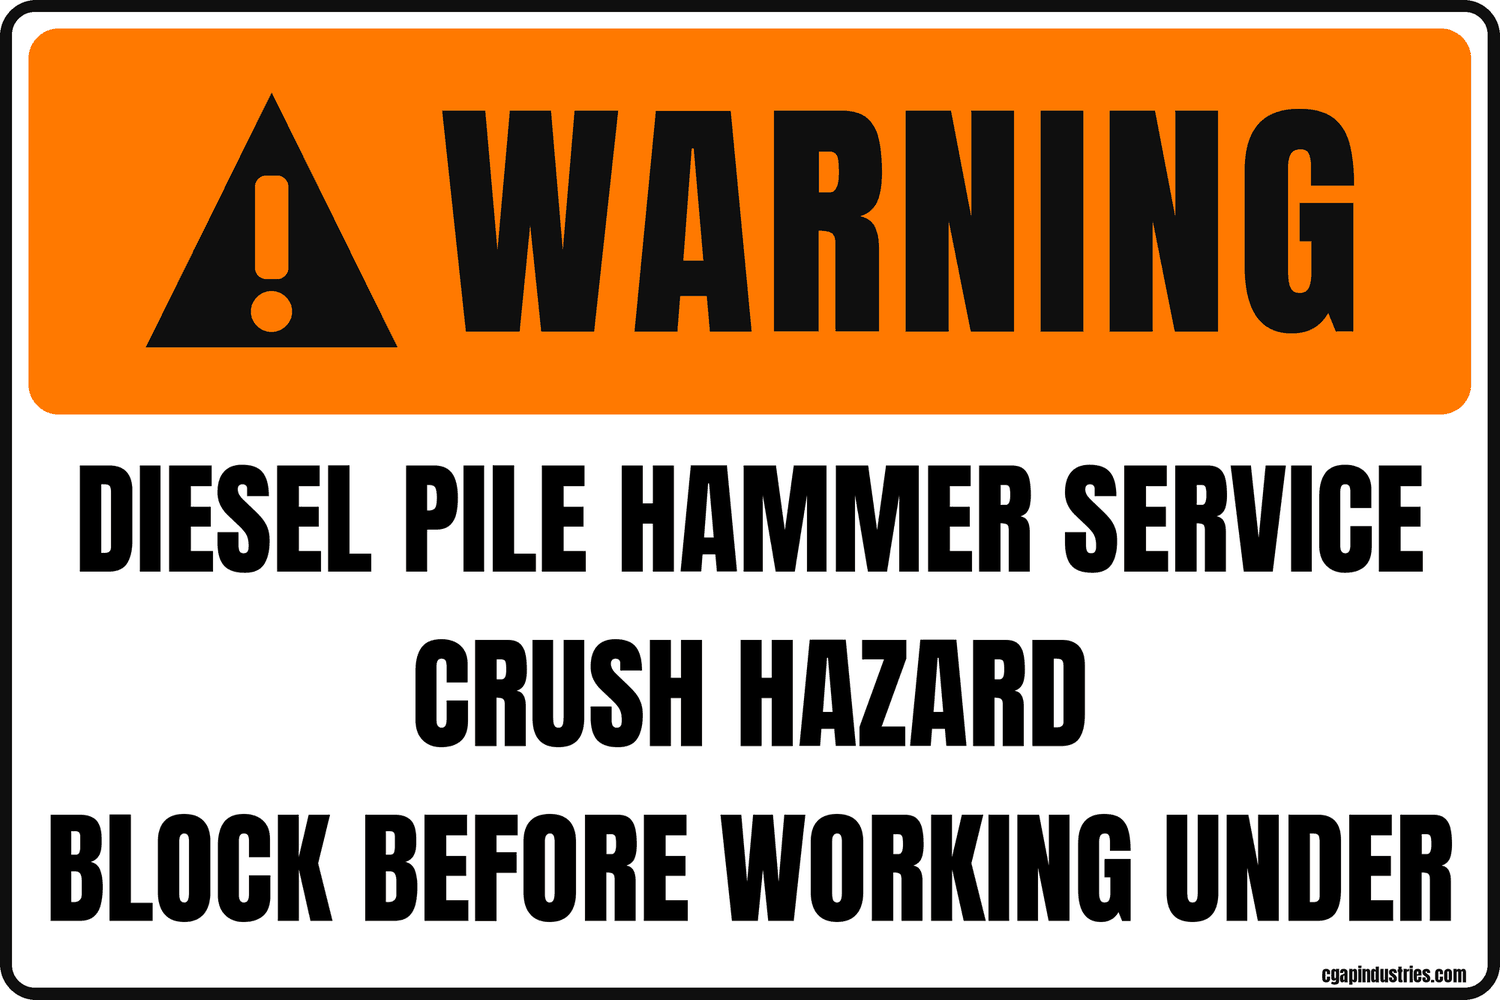 WARNING
DIESEL PILE HAMMER SERVICE
CRUSH HAZARD
BLOCK BEFORE WORKING UNDER
cgapindustries.com